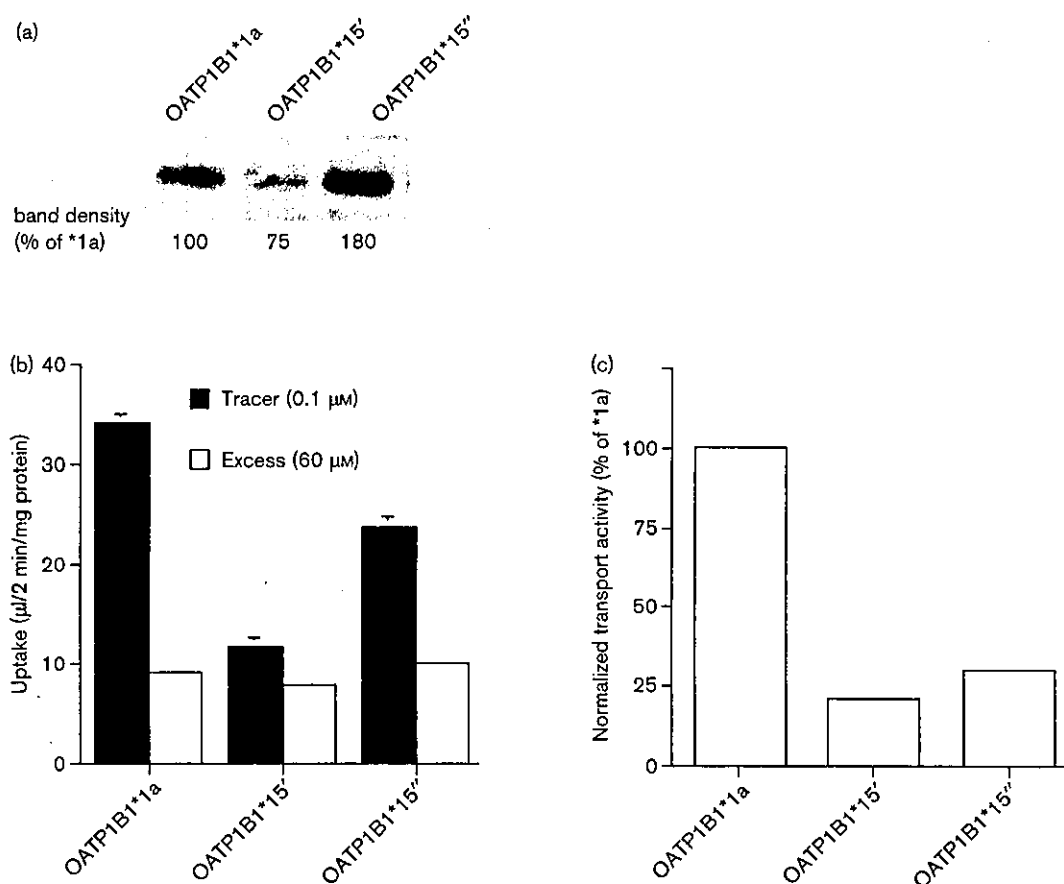 (a)
OATP1B1*1a
OATP1B1*15′
OATP1B1*15″
band density
(% of *1a)
100
75
180
(b)
Uptake (μl/2 min/mg protein)
40
30
20
10
0
Tracer (0.1 μM)
Excess (60 μM)
OATP1B1*1a
OATP1B1*15′
OATP1B1*15″
(c)
Normalized transport activity (% of *1a)
100
75
50
25
0
OATP1B1*1a
OATP1B1*15′
OATP1B1*15″